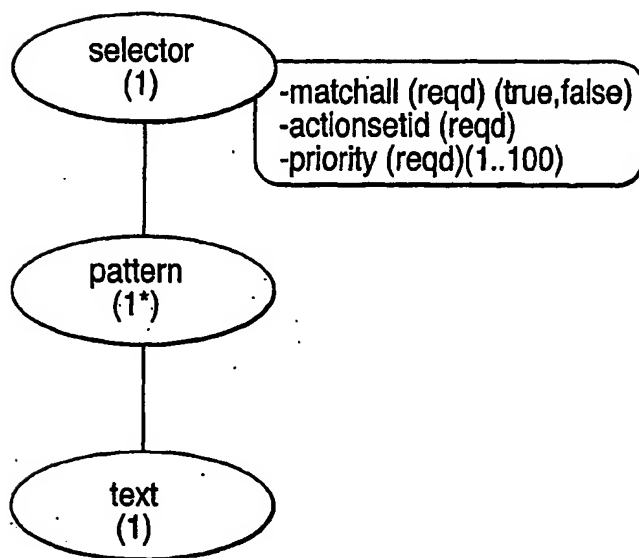 selector
(1)
-matchall (reqd) (true,false)
-actionsetid (reqd)
-priority (reqd)(1..100)
pattern
(1*)
text
(1)